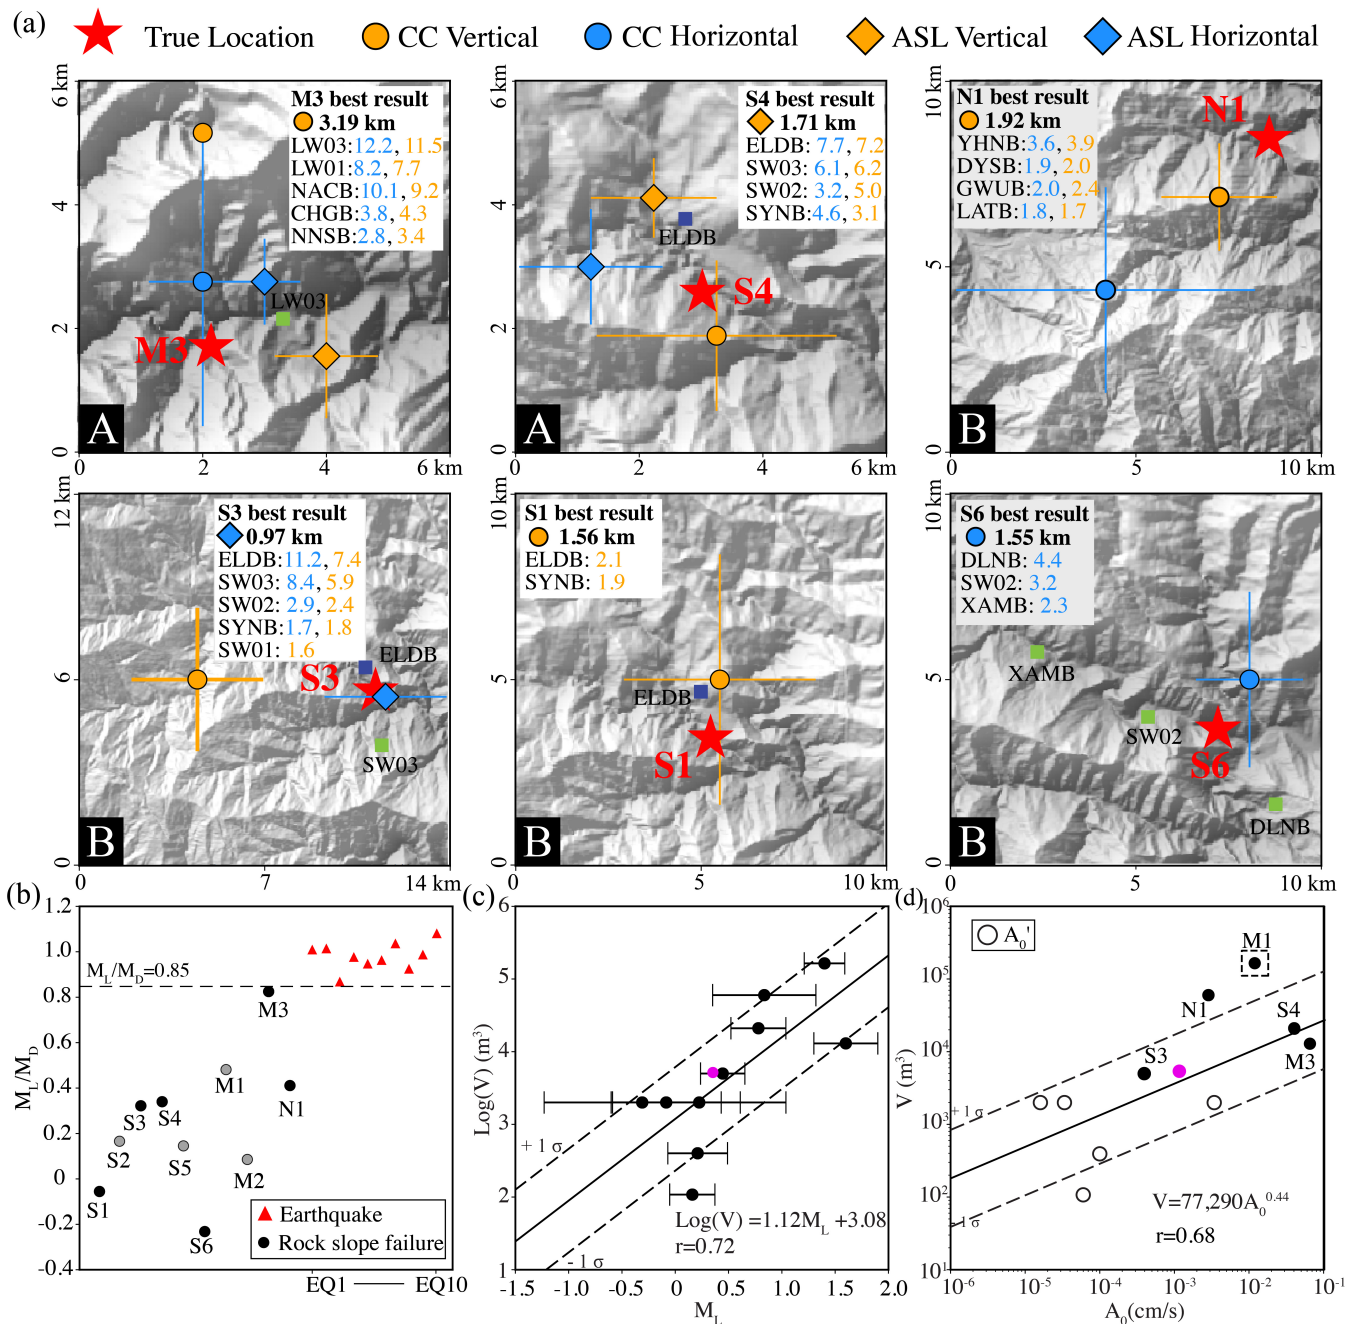 (a)
True Location
CC Vertical
CC Horizontal
ASL Vertical
ASL Horizontal
M3 best result
3.19 km
LW03:12.2, 11.5
LW01:8.2, 7.7
NACB:10.1, 9.2
CHGB:3.8, 4.3
NNSB:2.8, 3.4
LW03
M3
A
6 km
4
2
0
0
2
4
6 km
S4 best result
1.71 km
ELDB: 7.7, 7.2
SW03: 6.1, 6.2
SW02: 3.2, 5.0
SYNB: 4.6, 3.1
ELDB
S4
A
6 km
4
2
0
0
2
4
6 km
N1 best result
1.92 km
YHNB:3.6, 3.9
DYSB:1.9, 2.0
GWUB:2.0, 2.4
LATB:1.8, 1.7
N1
B
10 km
5
0
0
5
10 km
S3 best result
0.97 km
ELDB:11.2, 7.4
SW03:8.4, 5.9
SW02:2.9, 2.4
SYNB:1.7, 1.8
SW01: 1.6
ELDB
S3
SW03
B
12 km
6
0
0
7
14 km
S1 best result
1.56 km
ELDB: 2.1
SYNB: 1.9
ELDB
S1
B
10 km
5
0
0
5
10 km
S6 best result
1.55 km
DLNB: 4.4
SW02: 3.2
XAMB: 2.3
XAMB
SW02
S6
DLNB
B
10 km
5
0
0
5
10 km
(b)
1.2
1.0
0.8
0.6
0.4
0.2
0
-0.2
-0.4
M_L/M_D
M_L/M_D=0.85
M3
M1
N1
S3
S4
S2
S5
M2
S1
S6
Earthquake
Rock slope failure
EQ1
EQ10
(c)
6
5
4
3
2
1
Log(V) (m³)
+1 σ
-1 σ
Log(V) =1.12M_L +3.08
r=0.72
-1.5
-1.0
-0.5
0
0.5
1.0
1.5
2.0
M_L
(d)
10⁶
10⁵
10⁴
10³
10²
10¹
V (m³)
A₀'
M1
N1
S4
S3
M3
+1 σ
-1σ
V=77,290A₀^0.44
r=0.68
10⁻⁶
10⁻⁵
10⁻⁴
10⁻³
10⁻²
10⁻¹
A₀(cm/s)